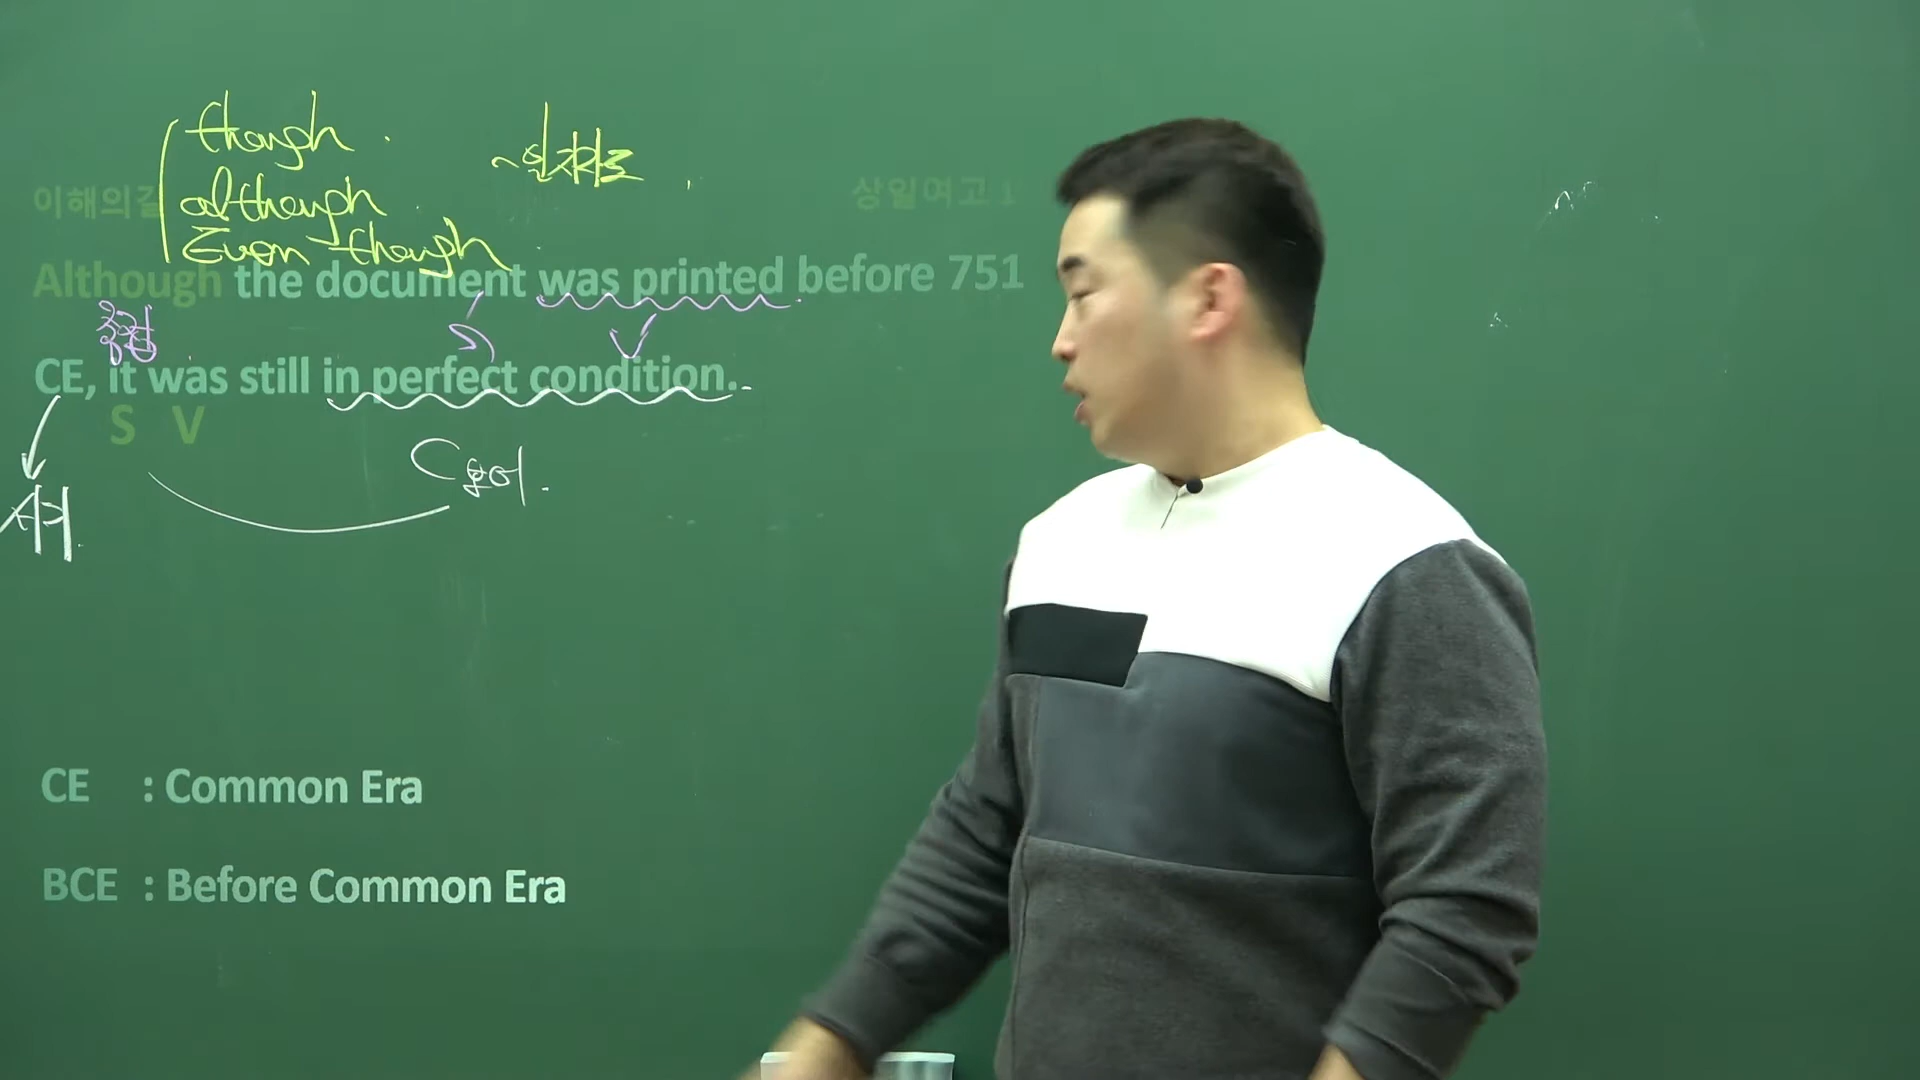 though
although
Even though
~일지라도
이해의길
상일여고 1
Although the document was printed before 751
종접
S V
CE, it was still in perfect condition.
S V
C 보어.
서기
CE : Common Era
BCE : Before Common Era